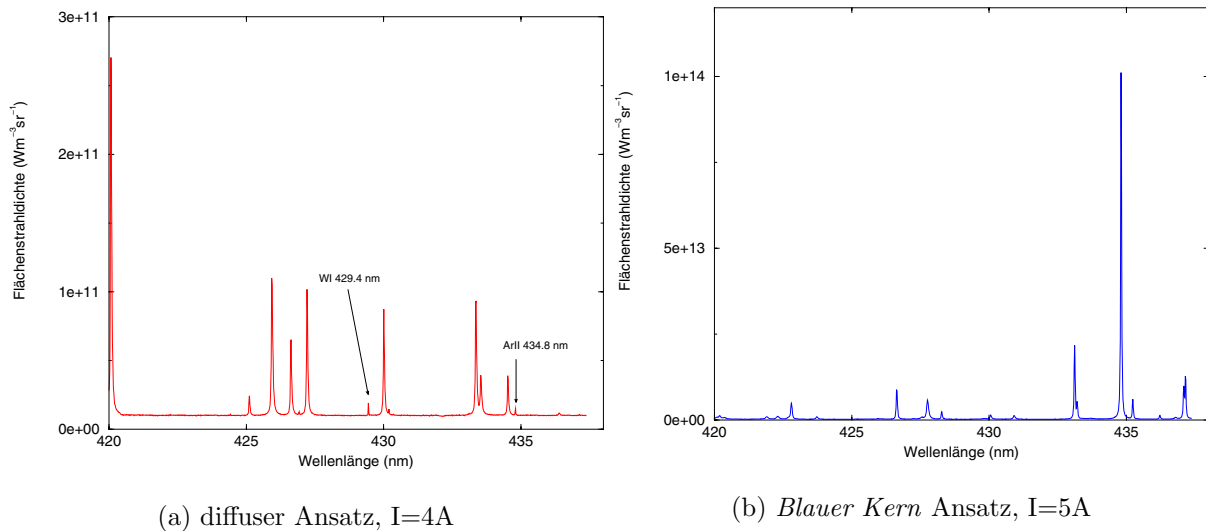 3e+11
2e+11
1e+11
0e+00
Flächenstrahldichte (Wm⁻³sr⁻¹)
WI 429.4 nm
ArII 434.8 nm
420 425 430 435
Wellenlänge (nm)
(a) diffuser Ansatz, I=4A
1e+14
5e+13
0e+00
Flächenstrahldichte (Wm⁻³sr⁻¹)
420 425 430 435
Wellenlänge (nm)
(b) Blauer Kern Ansatz, I=5A